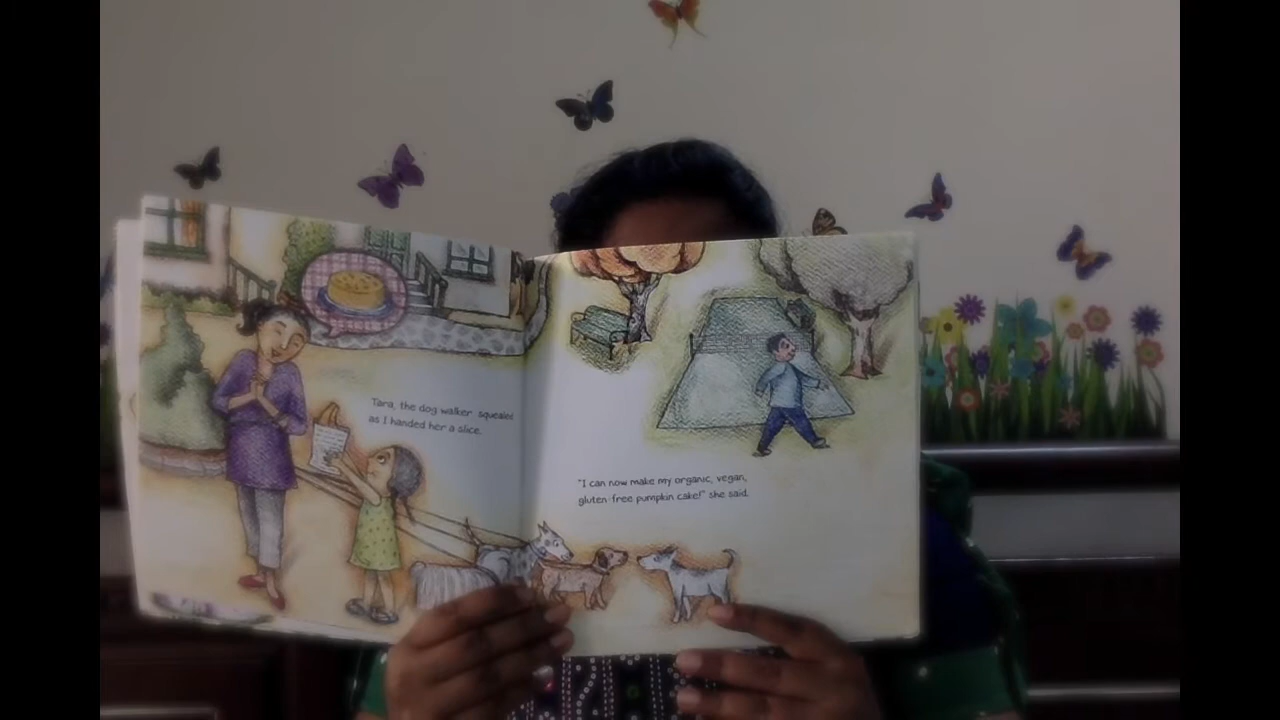 Tara, the dog walker squealed
as I handed her a slice.
"I can now make my organic, vegan,
gluten-free pumpkin cake!" she said.